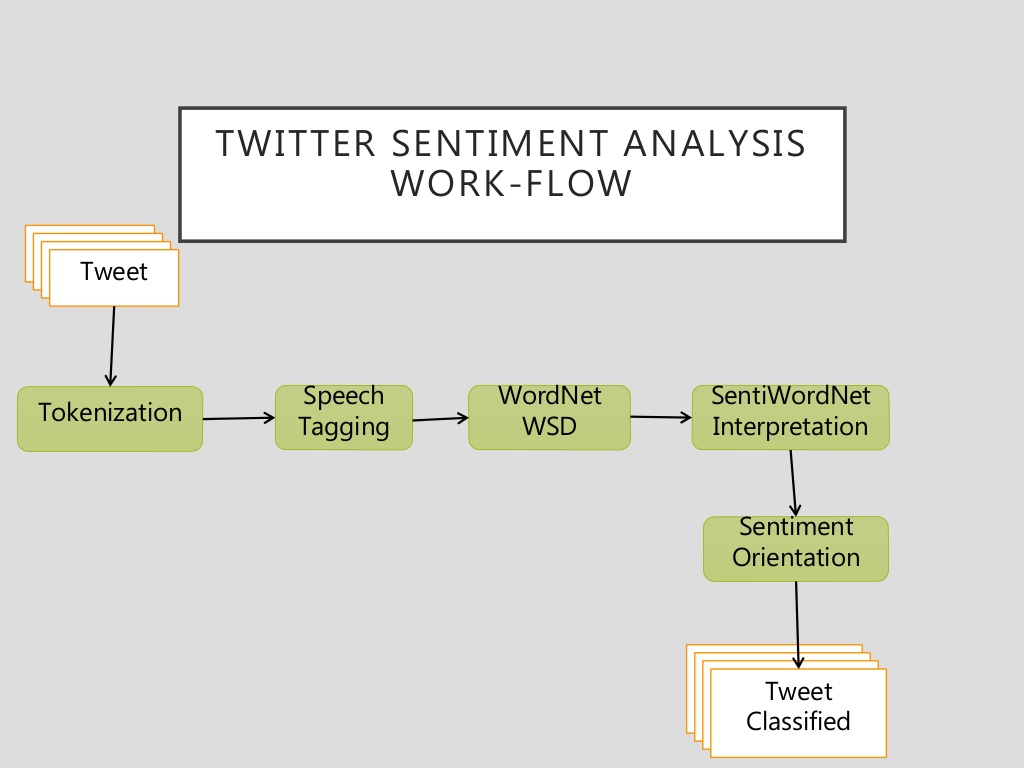 TWITTER SENTIMENT ANALYSIS
WORK-FLOW
Tweet
Tokenization
Speech
Tagging
WordNet
WSD
SentiWordNet
Interpretation
Sentiment
Orientation
Tweet
Classified